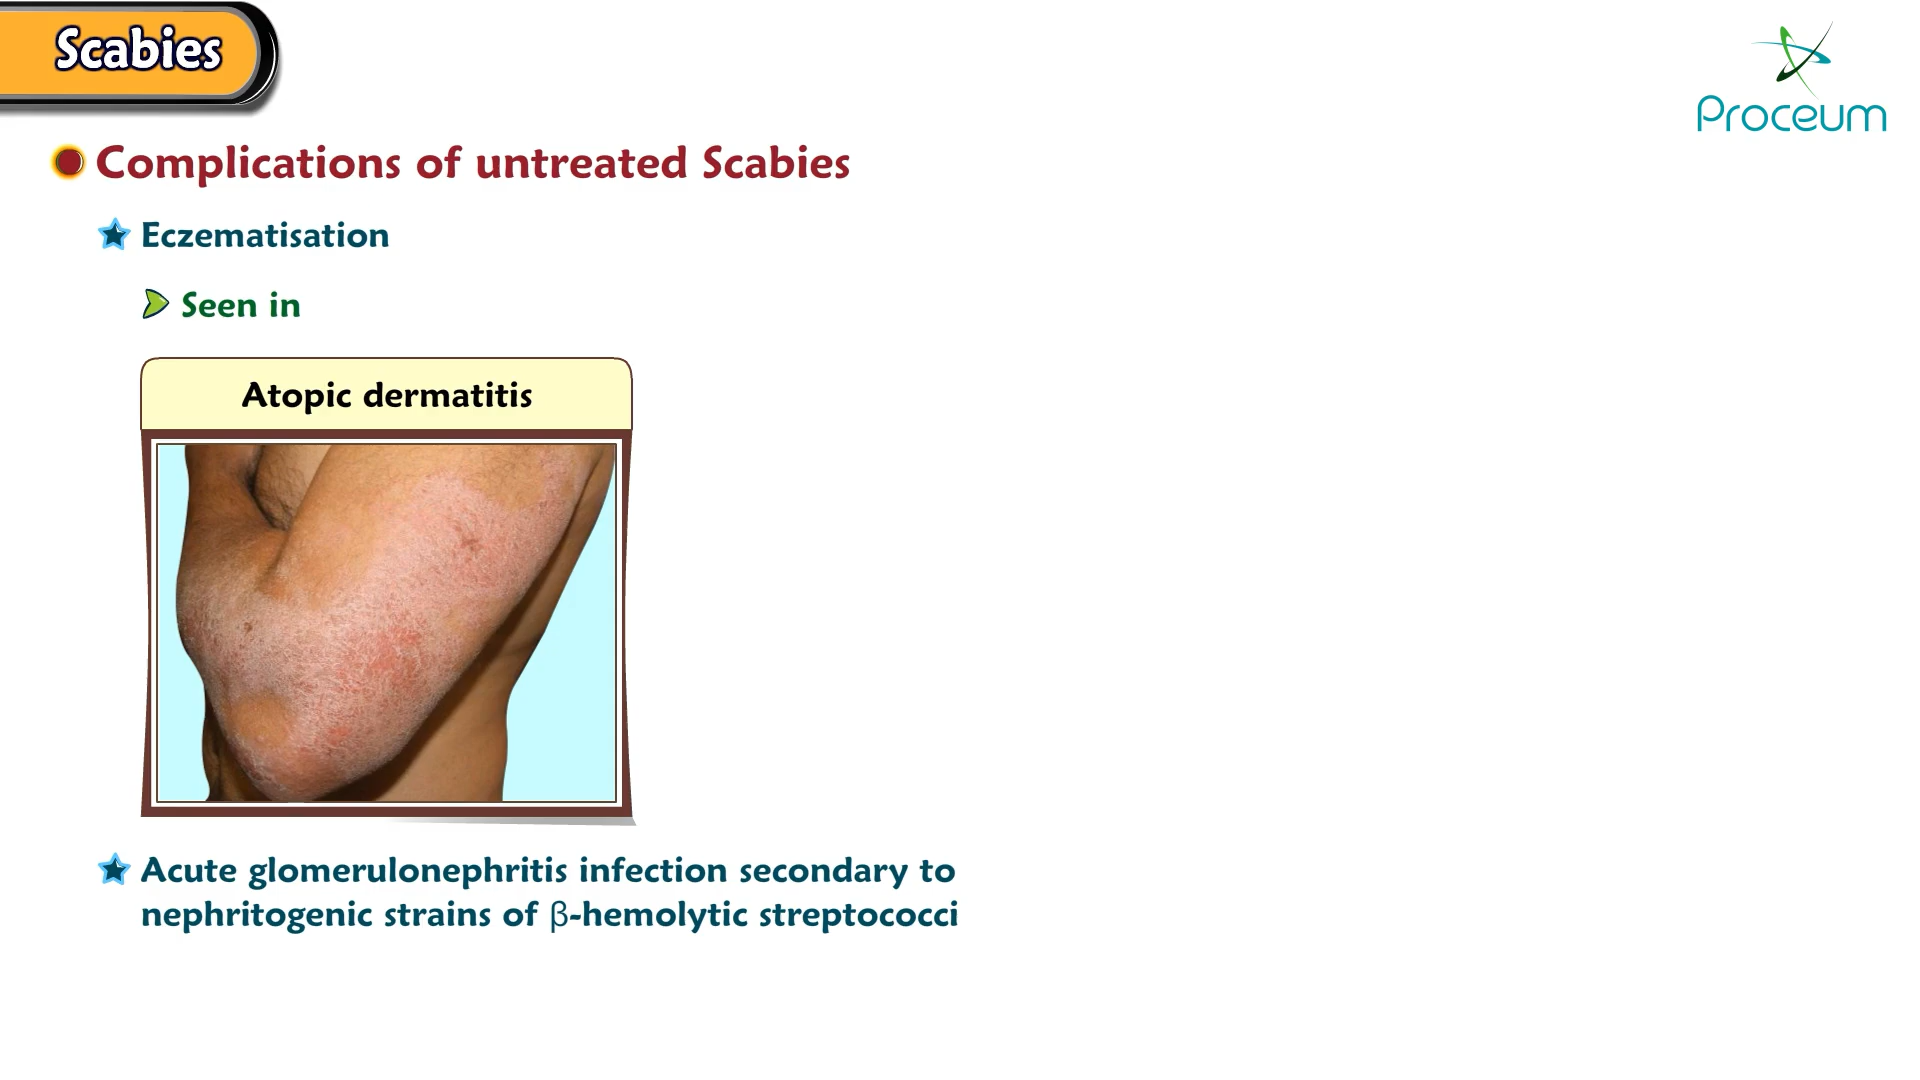 Scabies
Proceum
Complications of untreated Scabies
Eczematisation
Seen in
Atopic dermatitis
Acute glomerulonephritis infection secondary to
nephritogenic strains of β-hemolytic streptococci